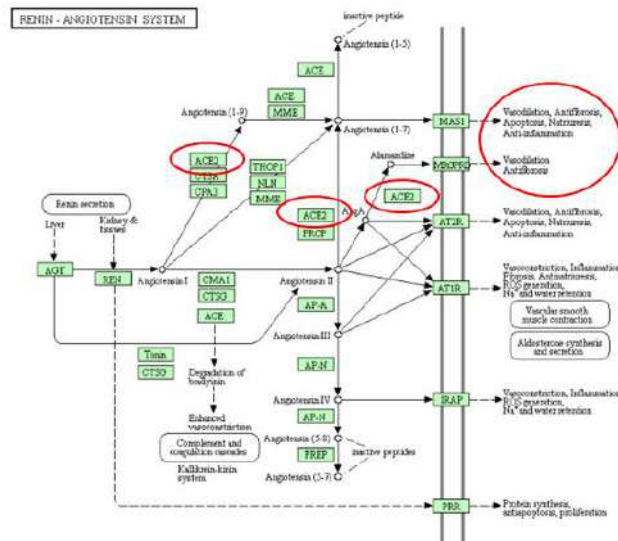 RENIN - ANGIOTENSIN SYSTEM
inactive peptide
Angiotensin (1-5)
ACE
ACE
MME
Angiotensin (1-9)
Angiotensin (1-7)
MAS1
Vasodilation, Antifibrosis,
Apoptosis, Natriuresis,
Anti-inflammation
ACE2
CTSA
CPA3
THOP1
NLN
MME
Alamandine
MRGPRD
Vasodilation
Antifibrosis
ACE2
ACE2
PRCP
AngA
AT2R
Vasodilation, Antifibrosis,
Apoptosis, Natriuresis,
Anti-inflammation
Renin secretion
Liver
Kidney &
tissues
AGT
REN
Angiotensin I
CMA1
CTSG
ACE
Angiotensin II
AT1R
Vasoconstriction, Inflammation
Fibrosis, Antinatriuresis,
ROS generation,
Na+ and water retention
Vascular smooth
muscle contraction
Aldosterone synthesis
and secretion
AP-A
Angiotensin III
Tonin
CTSG
Degradation of
bradykinin
AP-N
Enhanced
vasoconstriction
Angiotensin IV
IRAP
Vasoconstriction, Inflammation
ROS generation,
Na+ and water retention
AP-N
Complement and
coagulation cascades
Kallikrein-kinin
system
Angiotensin (3-8)
PREP
inactive peptides
Angiotensin (5-7)
PRR
Protein synthesis,
antiapoptosis, proliferation